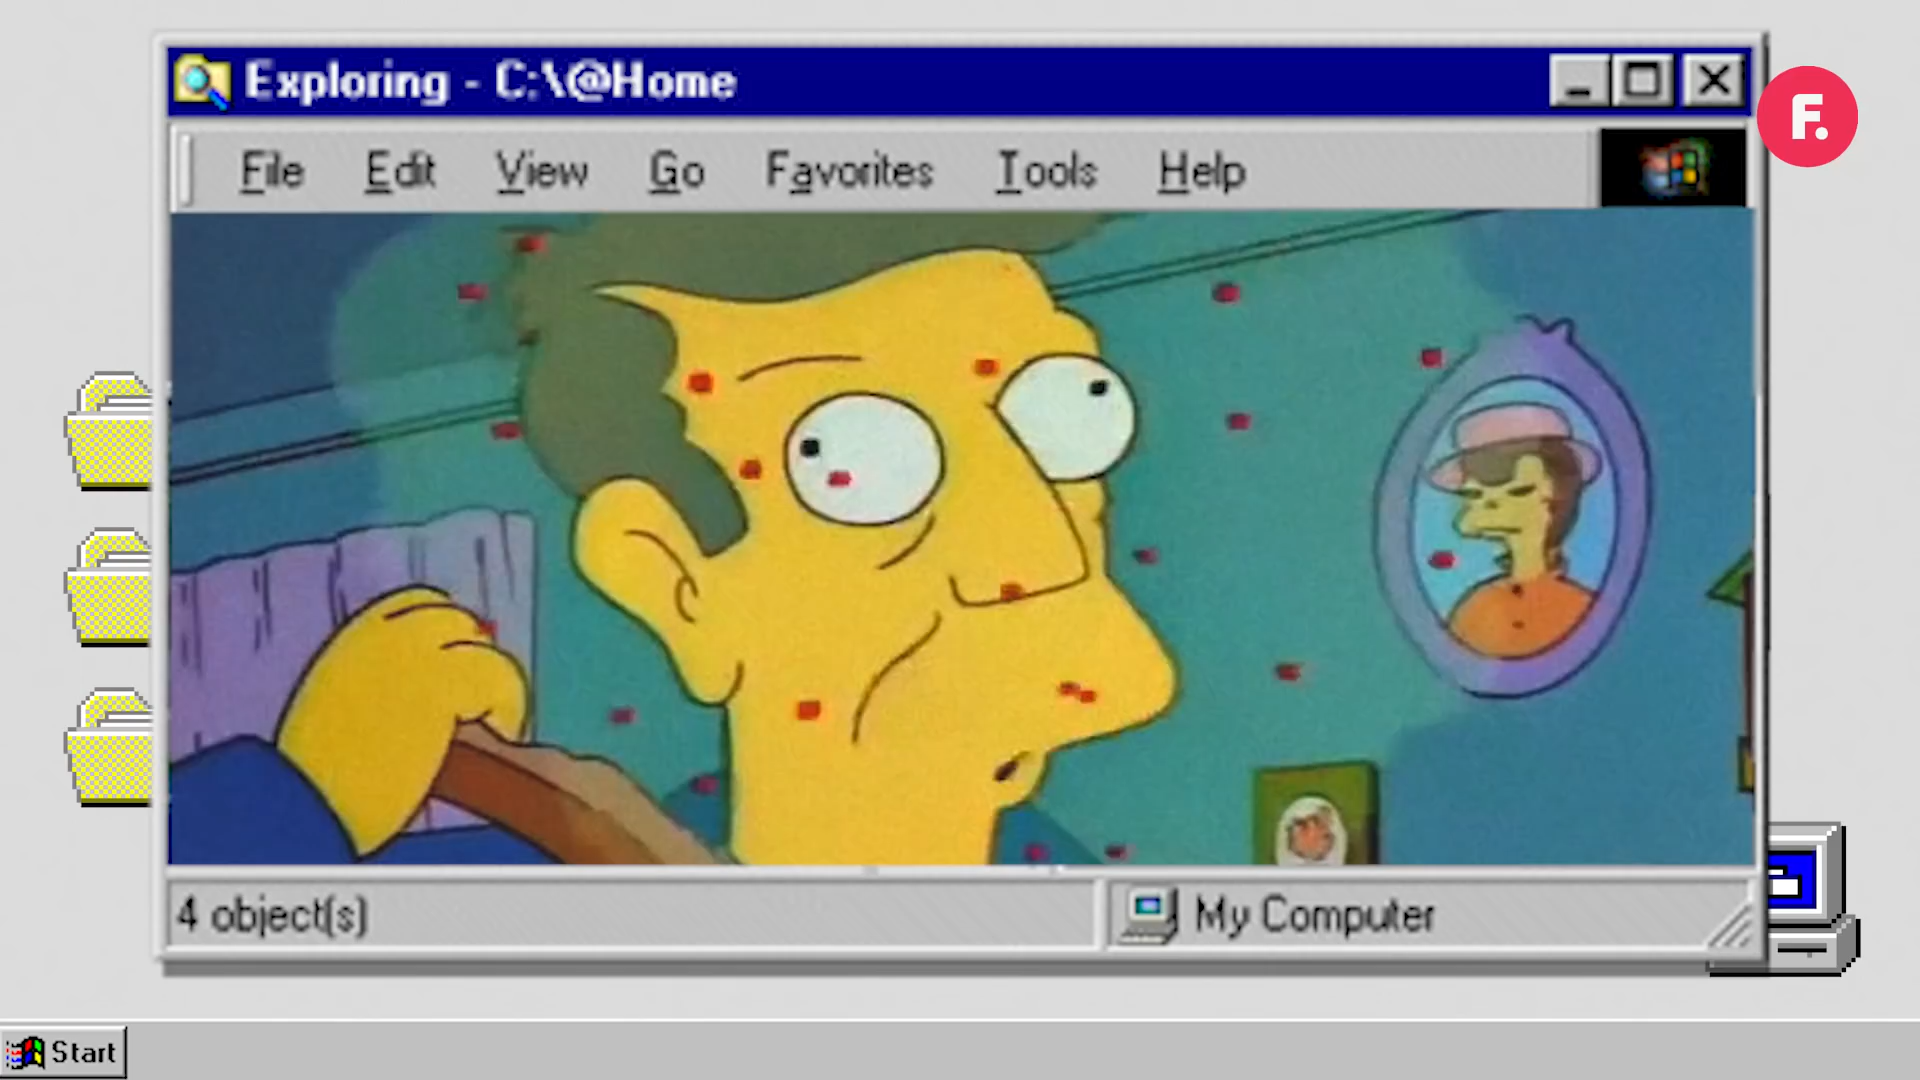 Exploring - C:\@Home
F.
File Edit View Go Favorites Tools Help
4 object(s)
My Computer
Start